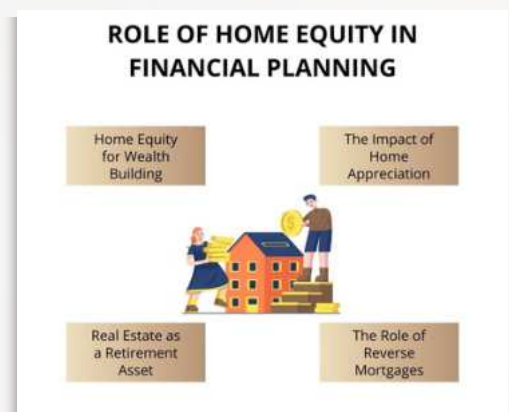 ROLE OF HOME EQUITY IN
FINANCIAL PLANNING
Home Equity
for Wealth
Building
The Impact of
Home
Appreciation
$
Real Estate as
a Retirement
Asset
The Role of
Reverse
Mortgages